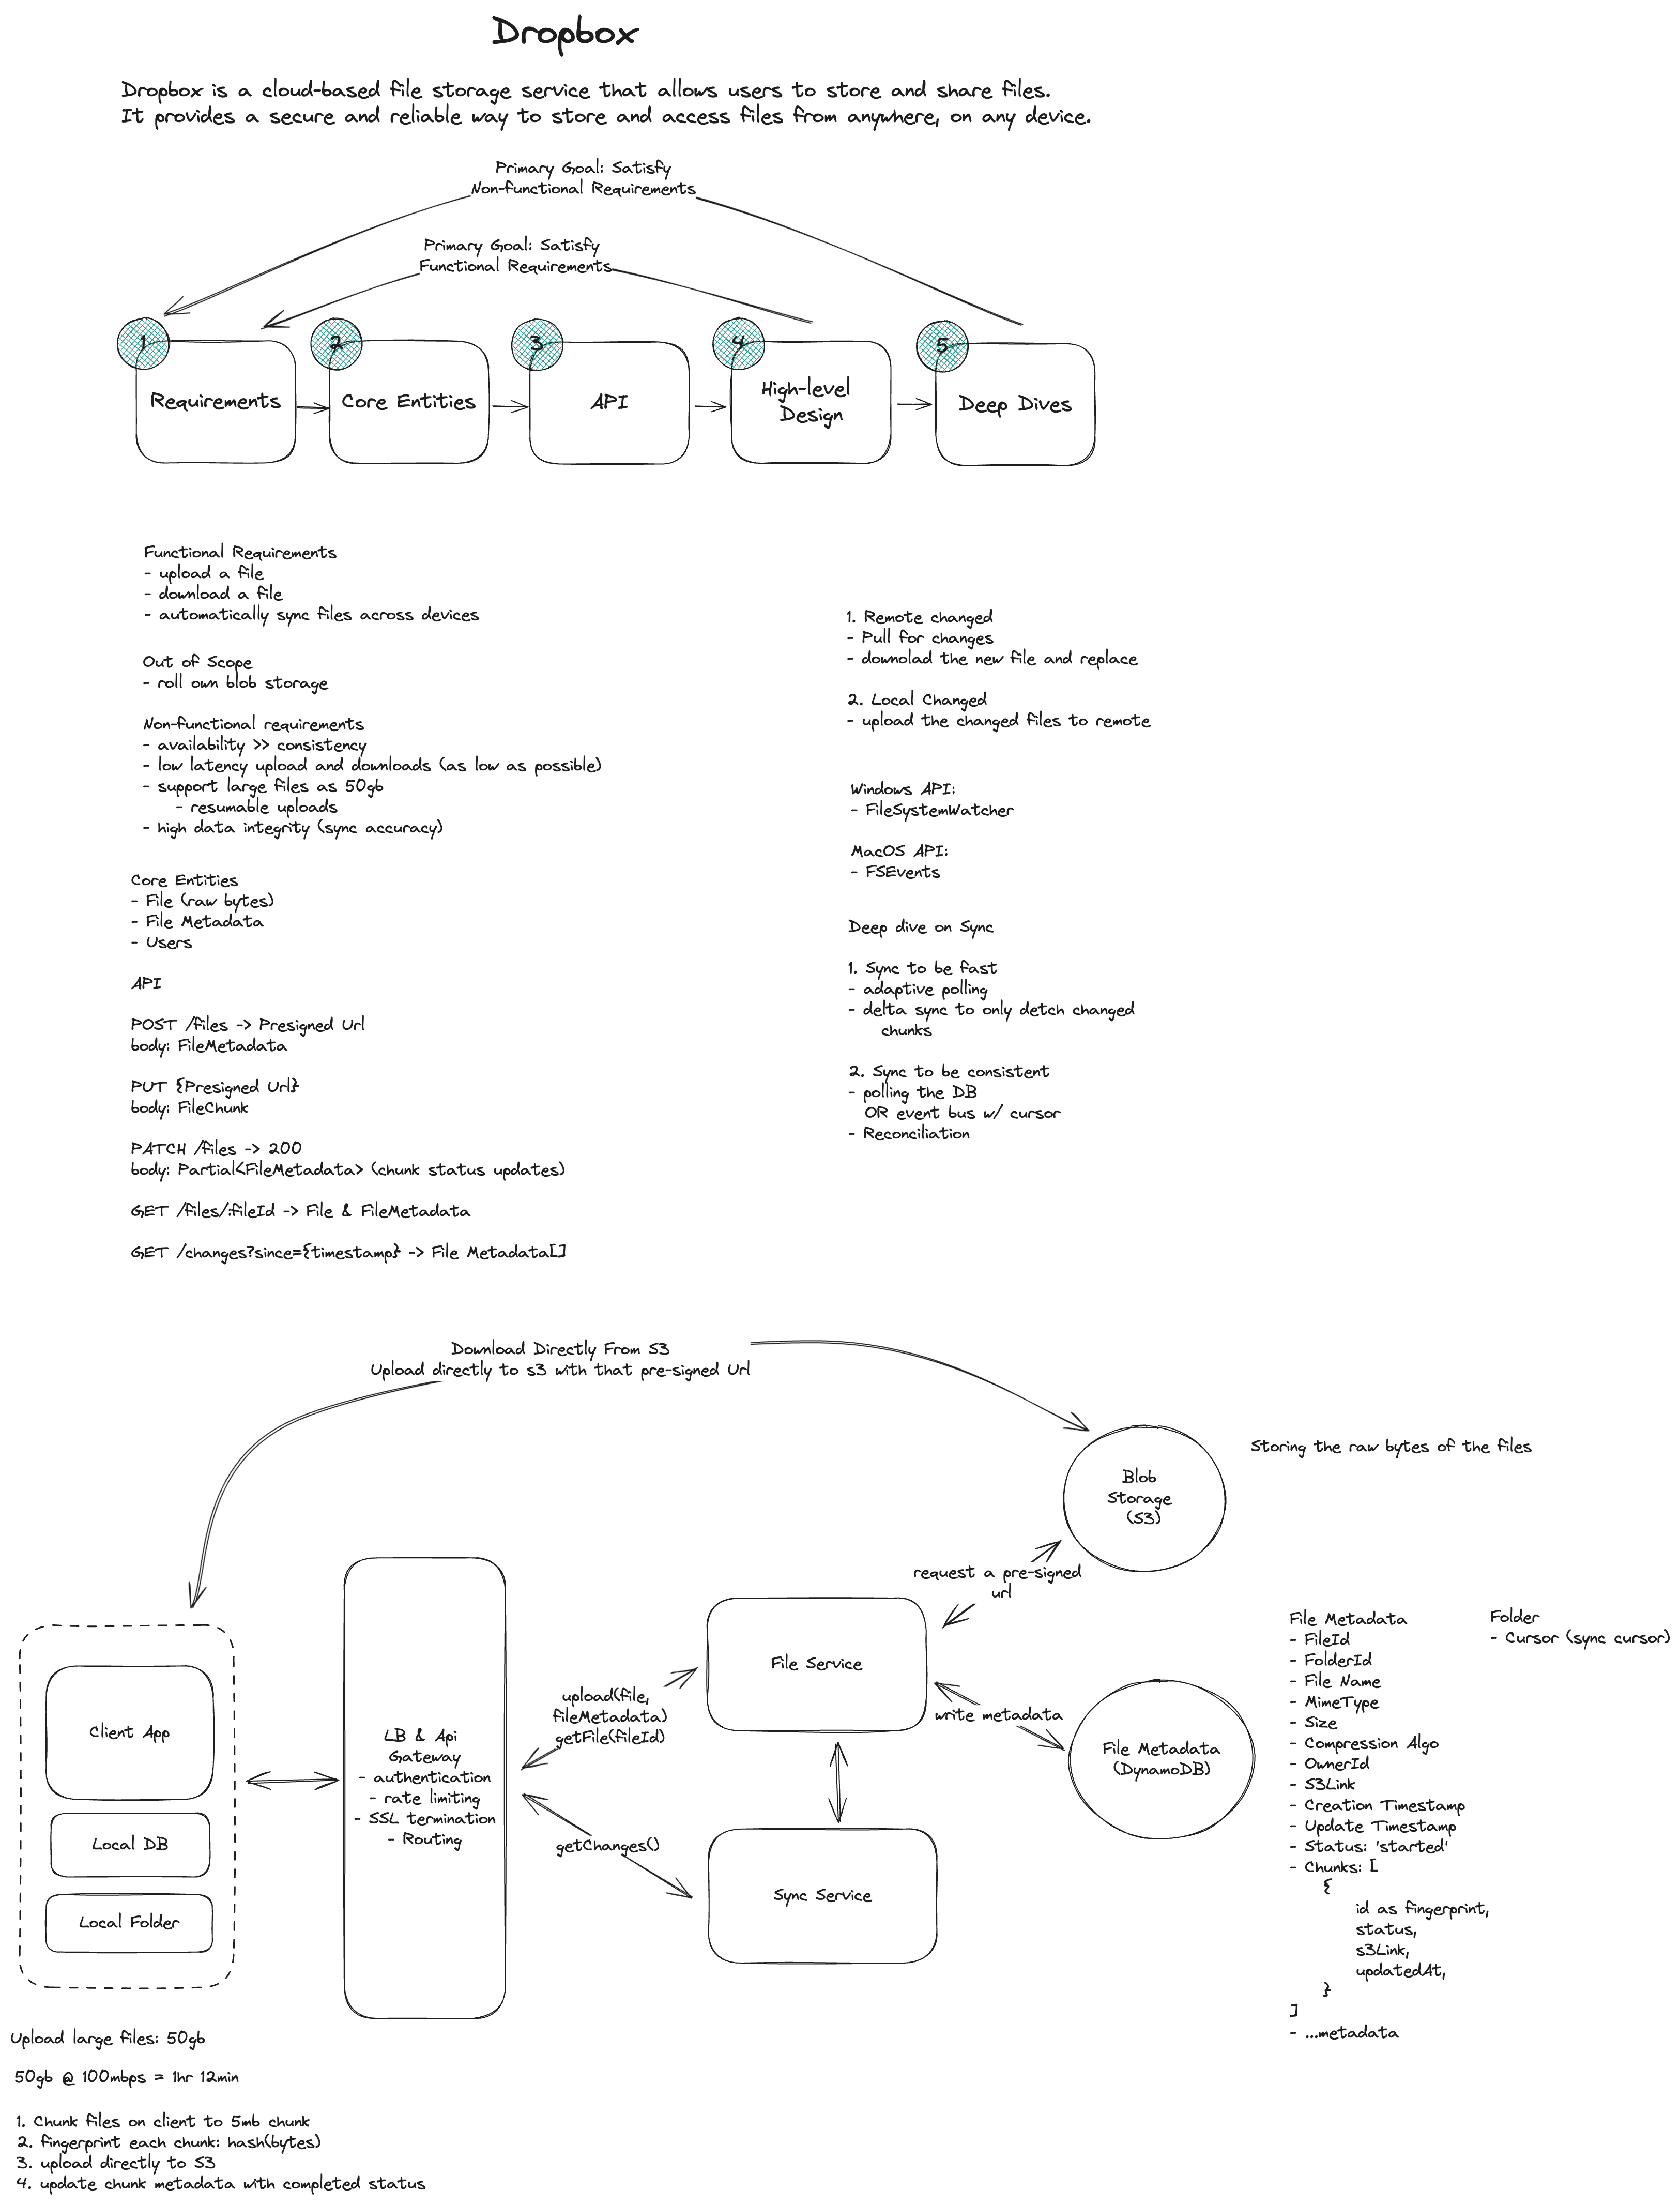 Dropbox
Dropbox is a cloud-based file storage service that allows users to store and share files.
It provides a secure and reliable way to store and access files from anywhere, on any device.
Primary Goal: Satisfy
Non-functional Requirements
Primary Goal: Satisfy
Functional Requirements
1
Requirements
2
Core Entities
3
API
4
High-level
Design
5
Deep Dives
Functional Requirements
- upload a file
- download a file
- automatically sync files across devices
Out of Scope
- roll own blob storage
Non-functional requirements
- availability >> consistency
- low latency upload and downloads (as low as possible)
- support large files as 50gb
- resumable uploads
- high data integrity (sync accuracy)
Core Entities
- File (raw bytes)
- File Metadata
- Users
API
POST /files -> Presigned Url
body: FileMetadata
PUT {Presigned Url}
body: FileChunk
PATCH /files -> 200
body: Partial<FileMetadata> (chunk status updates)
GET /files/:fileId -> File & FileMetadata
GET /changes?since={timestamp} -> File Metadata[]
1. Remote changed
- Pull for changes
- downolad the new file and replace
2. Local Changed
- upload the changed files to remote
Windows API:
- FileSystemWatcher
MacOS API:
- FSEvents
Deep dive on Sync
1. Sync to be fast
- adaptive polling
- delta sync to only detch changed
chunks
2. Sync to be consistent
- polling the DB
OR event bus w/ cursor
- Reconciliation
Download Directly From S3
Upload directly to s3 with that pre-signed Url
Blob
Storage
(S3)
Storing the raw bytes of the files
request a pre-signed
url
Client App
Local DB
Local Folder
LB & Api
Gateway
- authentication
- rate limiting
- SSL termination
- Routing
upload(file,
fileMetadata)
getFile(fileId)
getChanges()
File Service
Sync Service
write metadata
File Metadata
(DynamoDB)
File Metadata
- FileId
- FolderId
- File Name
- MimeType
- Size
- Compression Algo
- OwnerId
- S3Link
- Creation Timestamp
- Update Timestamp
- Status: 'started'
- Chunks: [
{
id as fingerprint,
status,
s3Link,
updatedAt,
}
]
- ...metadata
Folder
- Cursor (sync cursor)
Upload large files: 50gb
50gb @ 100mbps = 1hr 12min
1. Chunk files on client to 5mb chunk
2. fingerprint each chunk: hash(bytes)
3. upload directly to S3
4. update chunk metadata with completed status